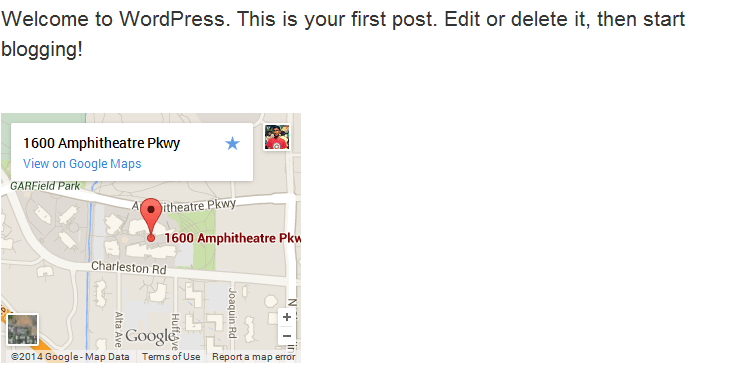 Welcome to WordPress. This is your first post. Edit or delete it, then start
blogging!
1600 Amphitheatre Pkwy
View on Google Maps
GARField Park
itheatre Pkwy
1600 Amphitheatre Pkw
Charleston Rd
Joaquin Rd
Alta Ave
Huff Ave
N
+
−
Google
©2014 Google - Map Data Terms of Use Report a map error